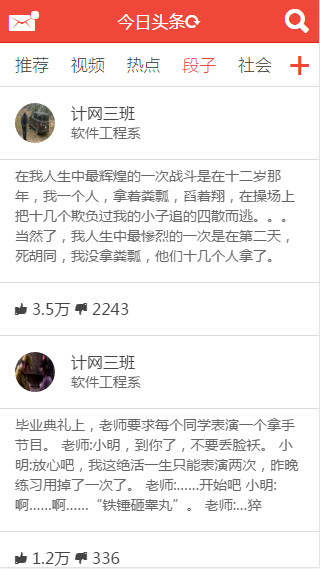 今日头条
推荐 视频 热点 段子 社会
计网三班
软件工程系
在我人生中最辉煌的一次战斗是在十二岁那
年，我一个人，拿着粪瓢，舀着翔，在操场上
把十几个欺负过我的小子追的四散而逃。。。
当然了，我人生中最惨烈的一次是在第二天，
死胡同，我没拿粪瓢，他们十几个人拿了。
3.5万 2243
计网三班
软件工程系
毕业典礼上，老师要求每个同学表演一个拿手
节目。 老师:小明，到你了，不要丢脸袄。 小
明:放心吧，我这绝活一生只能表演两次，昨晚
练习用掉了一次了。 老师:......开始吧 小明:
啊......啊......“铁锤砸睾丸”。 老师:...猝
1.2万 336